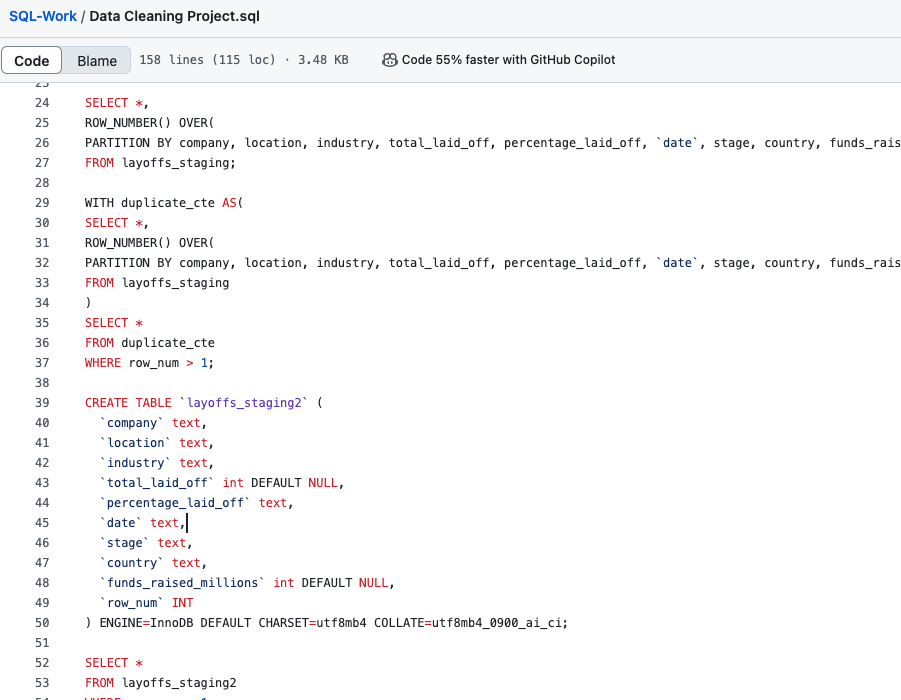 SQL-Work / Data Cleaning Project.sql
Code Blame 158 lines (115 loc) · 3.48 KB Code 55% faster with GitHub Copilot
23
24 SELECT *,
25 ROW_NUMBER() OVER(
26 PARTITION BY company, location, industry, total_laid_off, percentage_laid_off, `date`, stage, country, funds_rais
27 FROM layoffs_staging;
28
29 WITH duplicate_cte AS(
30 SELECT *,
31 ROW_NUMBER() OVER(
32 PARTITION BY company, location, industry, total_laid_off, percentage_laid_off, `date`, stage, country, funds_rais
33 FROM layoffs_staging
34 )
35 SELECT *
36 FROM duplicate_cte
37 WHERE row_num > 1;
38
39 CREATE TABLE `layoffs_staging2` (
40   `company` text,
41   `location` text,
42   `industry` text,
43   `total_laid_off` int DEFAULT NULL,
44   `percentage_laid_off` text,
45   `date` text,
46   `stage` text,
47   `country` text,
48   `funds_raised_millions` int DEFAULT NULL,
49   `row_num` INT
50 ) ENGINE=InnoDB DEFAULT CHARSET=utf8mb4 COLLATE=utf8mb4_0900_ai_ci;
51
52 SELECT *
53 FROM layoffs_staging2